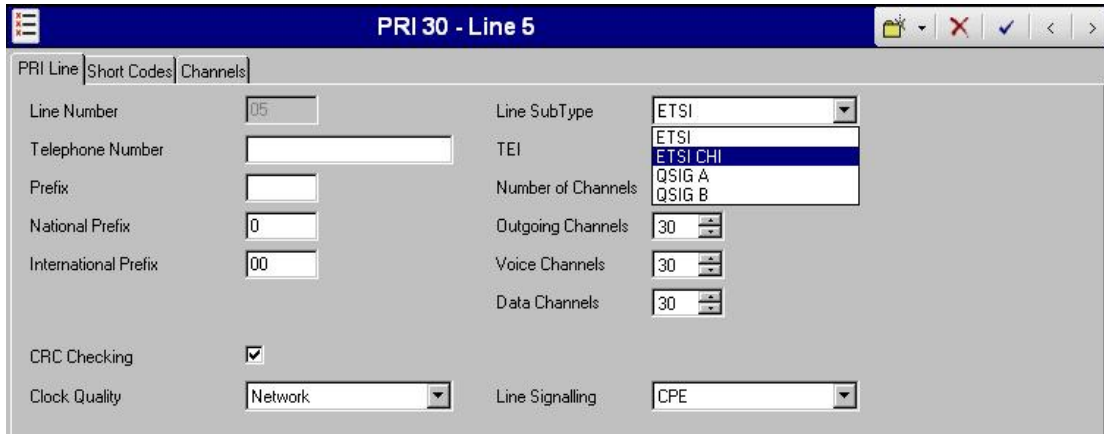 PRI 30 - Line 5
PRI Line Short Codes Channels
Line Number 05
Telephone Number
Prefix
National Prefix 0
International Prefix 00
CRC Checking
Clock Quality Network
Line SubType ETSI
ETSI
ETSI CHI
QSIG A
QSIG B
TEI
Number of Channels
Outgoing Channels 30
Voice Channels 30
Data Channels 30
Line Signalling CPE